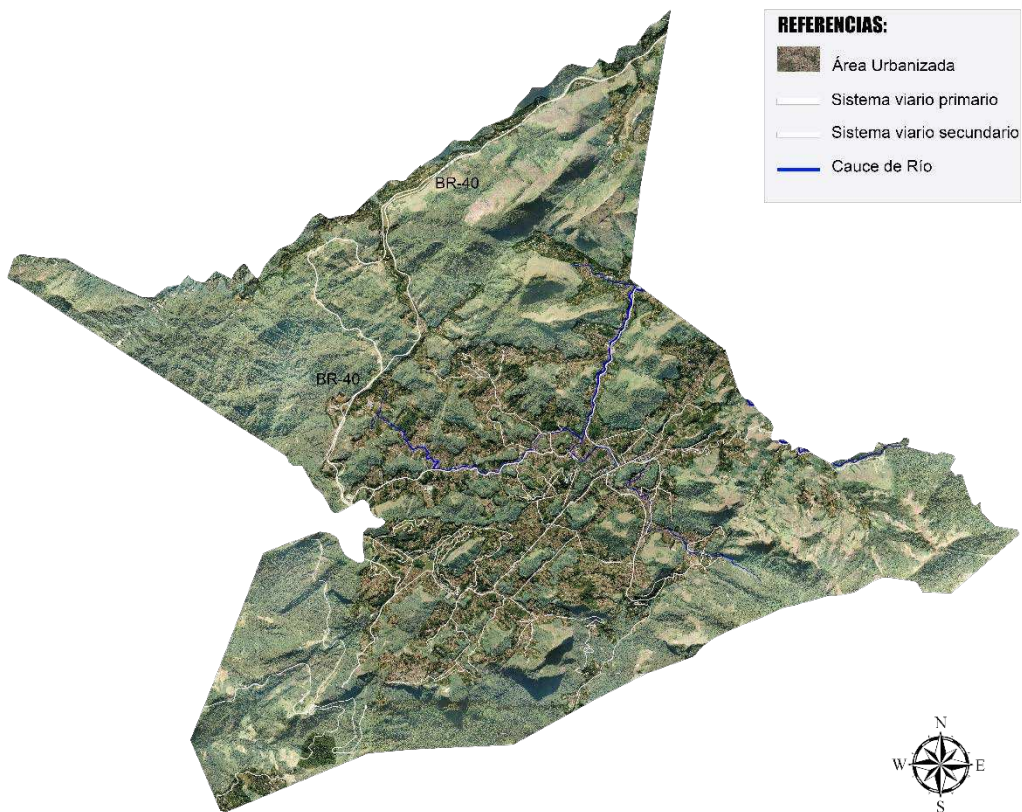 REFERENCIAS:
Área Urbanizada
Sistema viario primario
Sistema viario secundario
Cauce de Río
BR-40
BR-40
N
W E
S